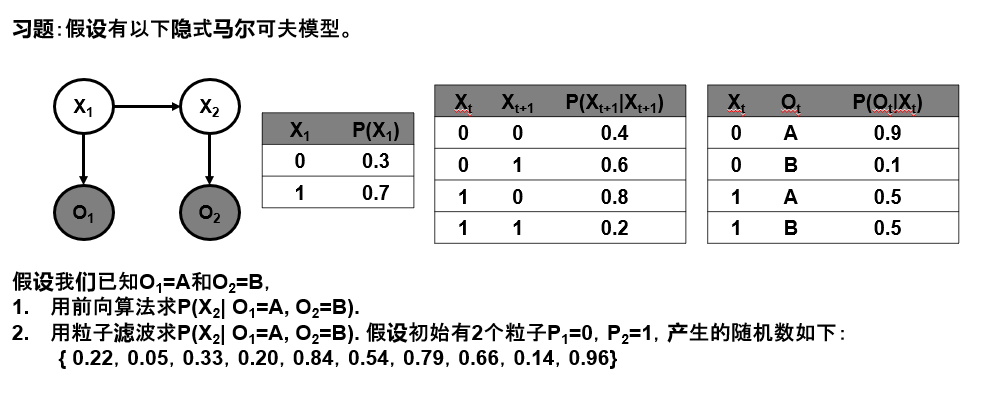 习题：假设有以下隐式马尔可夫模型。
X₁ X₂
O₁ O₂
X₁ P(X₁)
0 0.3
1 0.7
Xₜ Xₜ₊₁ P(Xₜ₊₁|Xₜ₊₁)
0 0 0.4
0 1 0.6
1 0 0.8
1 1 0.2
Xₜ Oₜ P(Oₜ|Xₜ)
0 A 0.9
0 B 0.1
1 A 0.5
1 B 0.5
假设我们已知O₁=A和O₂=B，
1. 用前向算法求P(X₂| O₁=A, O₂=B).
2. 用粒子滤波求P(X₂| O₁=A, O₂=B). 假设初始有2个粒子P₁=0，P₂=1，产生的随机数如下：
{ 0.22，0.05，0.33，0.20，0.84，0.54，0.79，0.66，0.14，0.96}